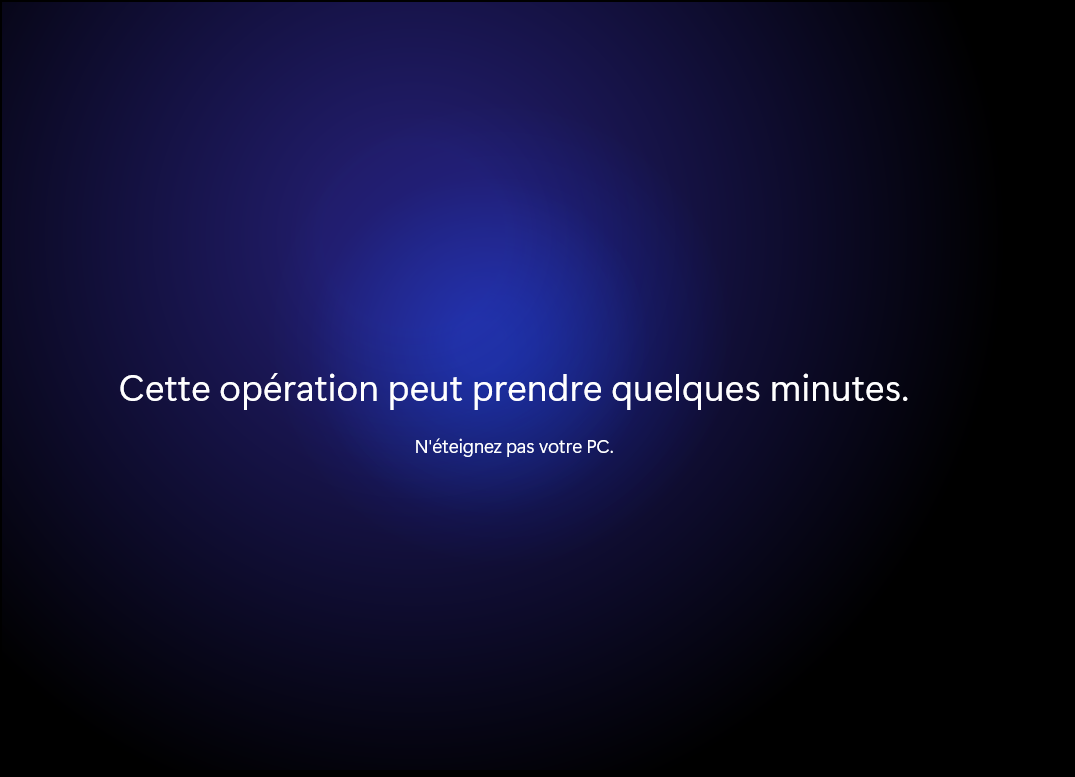 Cette opération peut prendre quelques minutes.
N'éteignez pas votre PC.